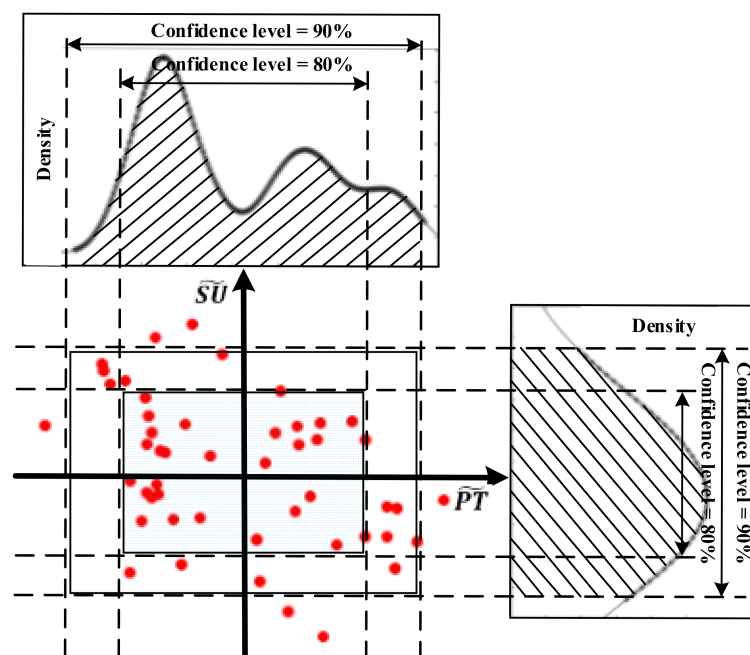 Confidence level = 90%
Confidence level = 80%
Density
S̃U
P̃T
Density
Confidence level = 80%
Confidence level = 90%